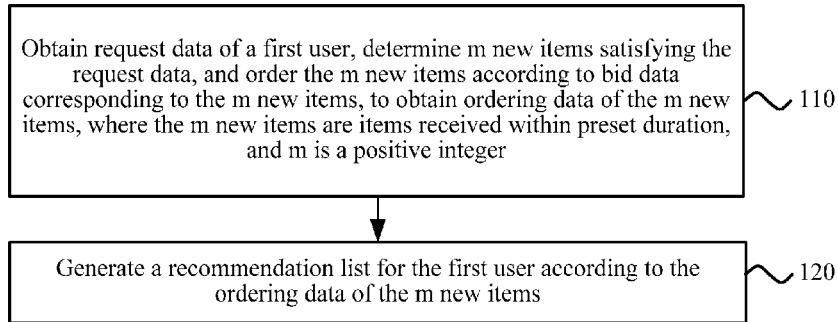 Obtain request data of a first user, determine m new items satisfying the
request data, and order the m new items according to bid data
corresponding to the m new items, to obtain ordering data of the m new
items, where the m new items are items received within preset duration,
and m is a positive integer
110
Generate a recommendation list for the first user according to the
ordering data of the m new items
120